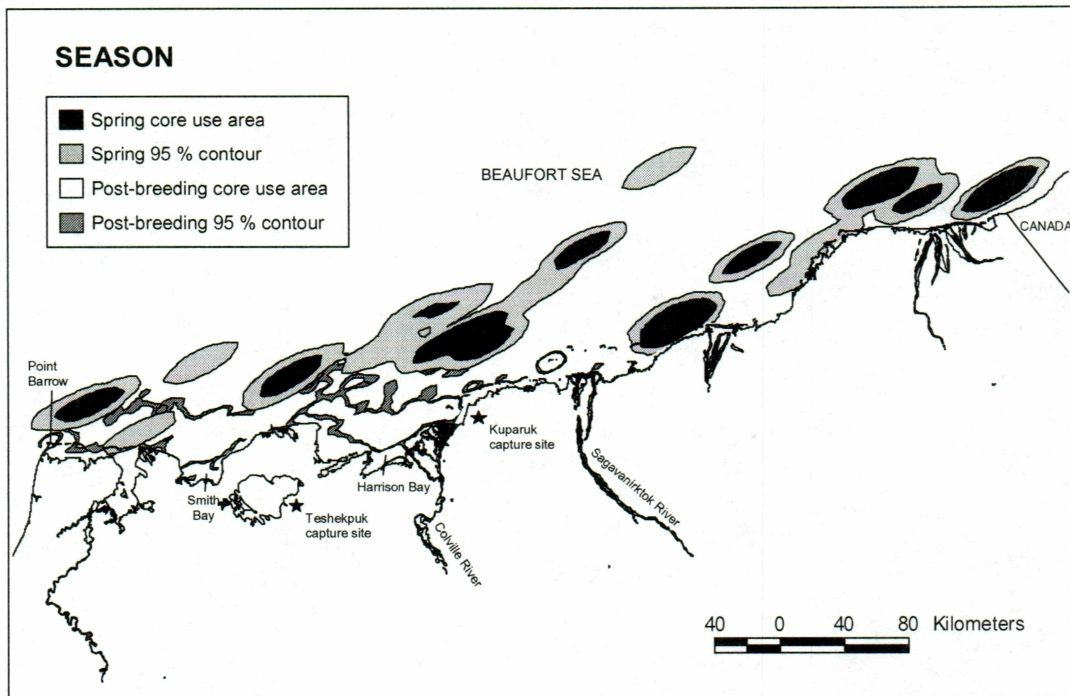 SEASON
Spring core use area
Spring 95 % contour
Post-breeding core use area
Post-breeding 95 % contour
BEAUFORT SEA
CANADA
Point
Barrow
Kuparuk
capture site
Sagavanirktok River
Smith
Bay
Harrison Bay
Teshekpuk
capture site
Colville River
40 0 40 80 Kilometers